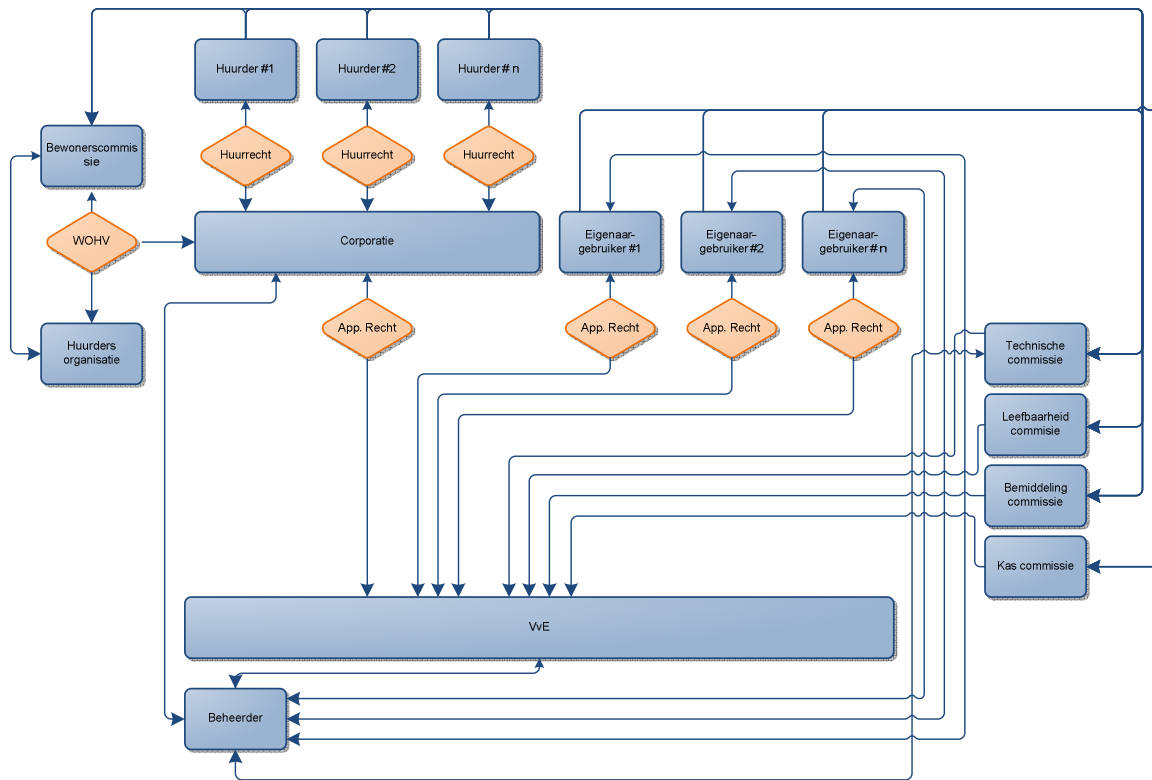 Huurder #1
Huurder #2
Huurder # n
Bewonerscommis
sie
Huurrecht
Huurrecht
Huurrecht
WOHV
Corporatie
Eigenaar-
gebruiker #1
Eigenaar-
gebruiker #2
Eigenaar-
gebruiker # n
Huurders
organisatie
App. Recht
App. Recht
App. Recht
App. Recht
Technische
commissie
Leefbaarheid
commisie
Bemiddeling
commissie
Kas commissie
VvE
Beheerder